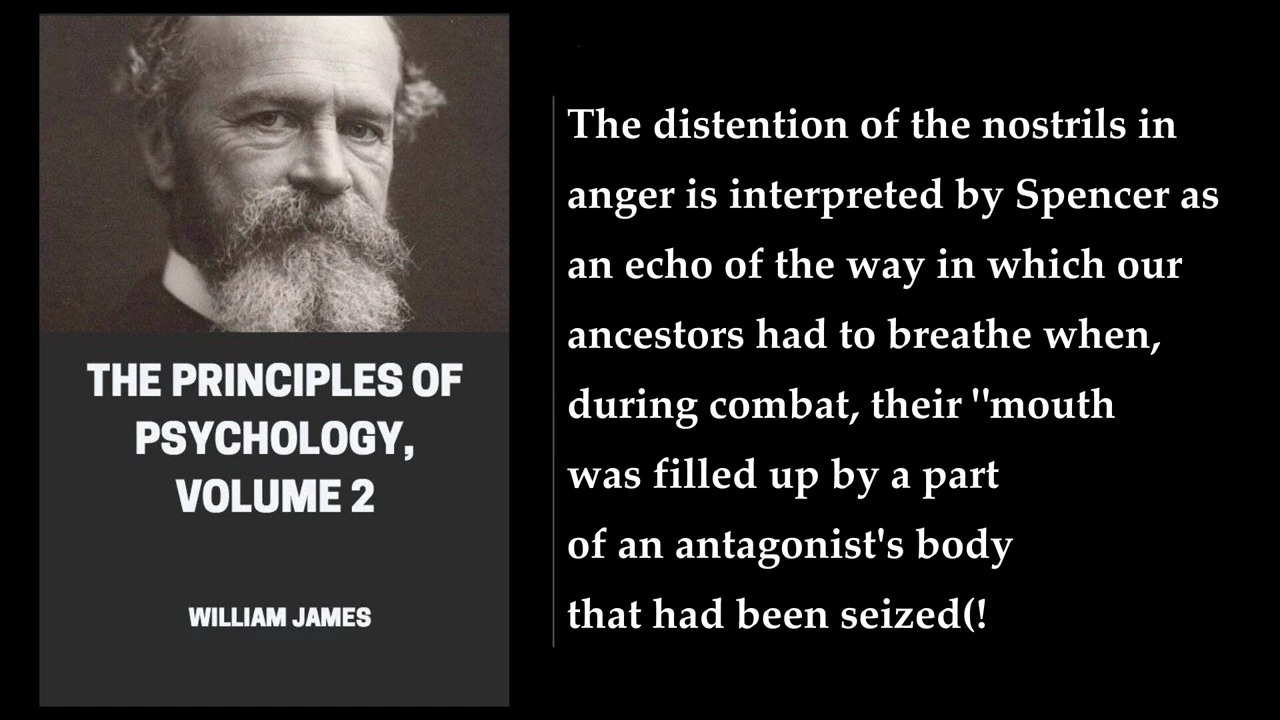 THE PRINCIPLES OF
PSYCHOLOGY,
VOLUME 2
WILLIAM JAMES
The distention of the nostrils in
anger is interpreted by Spencer as
an echo of the way in which our
ancestors had to breathe when,
during combat, their "mouth
was filled up by a part
of an antagonist's body
that had been seized(!